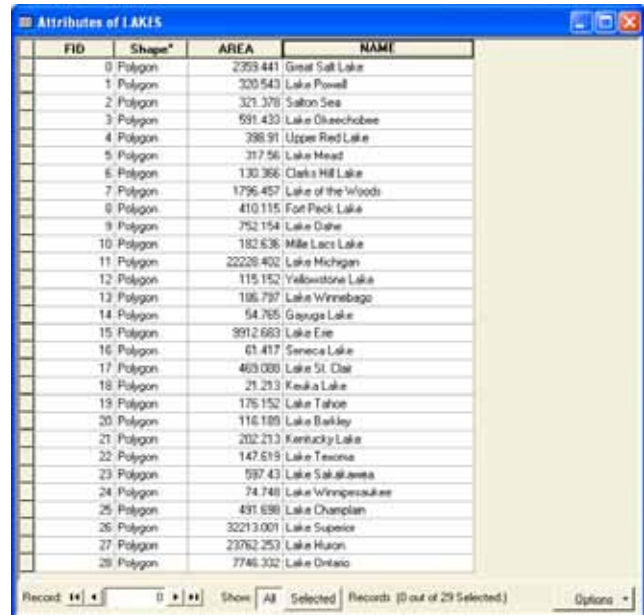 Attributes of LAKES
FID Shape* AREA NAME
0 Polygon 2359.441 Great Salt Lake
1 Polygon 320.543 Lake Powell
2 Polygon 321.378 Salton Sea
3 Polygon 591.433 Lake Okeechobee
4 Polygon 398.91 Upper Red Lake
5 Polygon 317.56 Lake Mead
6 Polygon 130.366 Clarks Hill Lake
7 Polygon 1796.457 Lake of the Woods
8 Polygon 410.115 Fort Peck Lake
9 Polygon 752.154 Lake Oahe
10 Polygon 182.636 Mille Lacs Lake
11 Polygon 22228.402 Lake Michigan
12 Polygon 115.152 Yellowstone Lake
13 Polygon 186.797 Lake Winnebago
14 Polygon 54.765 Gayuga Lake
15 Polygon 9912.683 Lake Erie
16 Polygon 61.417 Seneca Lake
17 Polygon 469.088 Lake St. Clair
18 Polygon 21.213 Keuka Lake
19 Polygon 176.152 Lake Tahoe
20 Polygon 116.189 Lake Barkley
21 Polygon 202.213 Kentucky Lake
22 Polygon 147.619 Lake Texoma
23 Polygon 597.43 Lake Sakakawea
24 Polygon 74.748 Lake Winnipesaukee
25 Polygon 491.698 Lake Champlain
26 Polygon 32213.001 Lake Superior
27 Polygon 23762.253 Lake Huron
28 Polygon 7746.332 Lake Ontario
Record: 0 Show: All Selected Records (0 out of 29 Selected.) Options